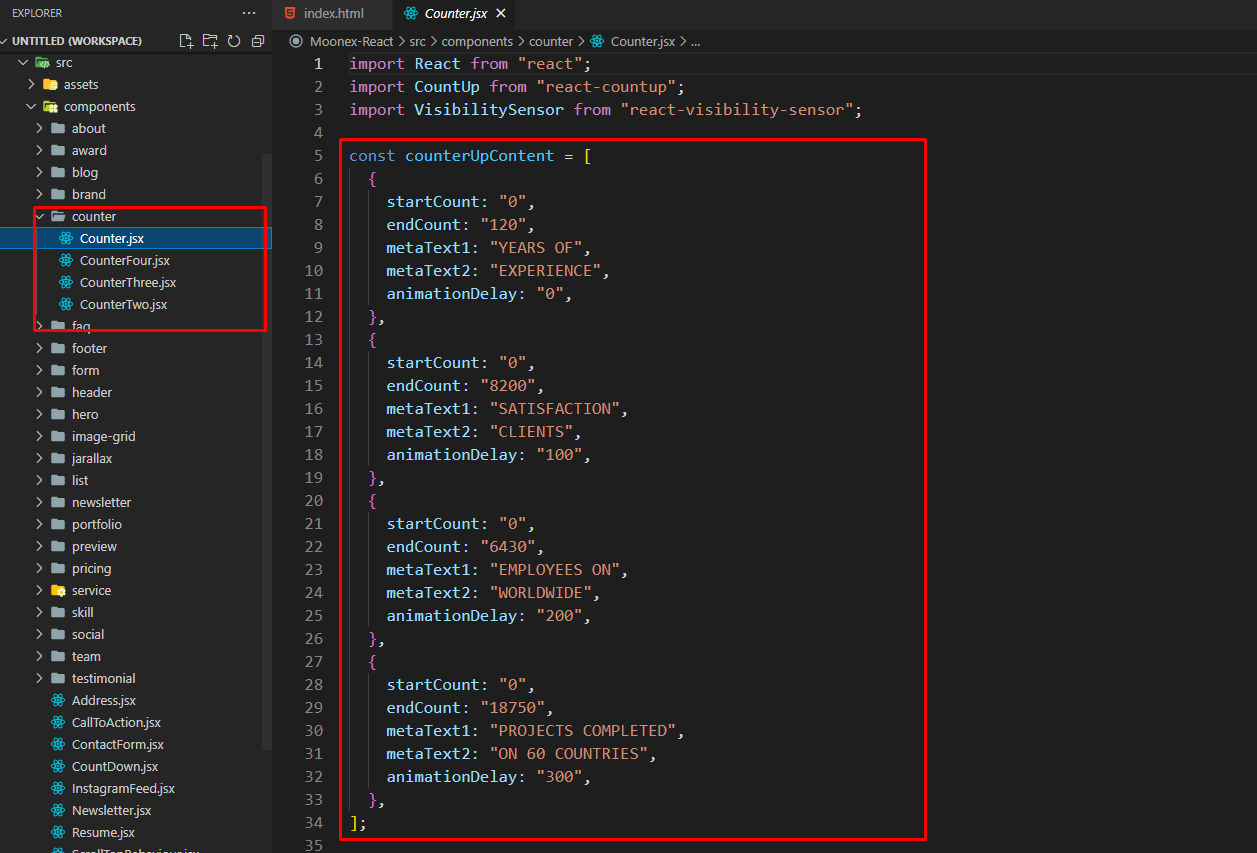 EXPLORER
UNTITLED (WORKSPACE)
src
assets
components
about
award
blog
brand
counter
Counter.jsx
CounterFour.jsx
CounterThree.jsx
CounterTwo.jsx
faq
footer
form
header
hero
image-grid
jarallax
list
newsletter
portfolio
preview
pricing
service
skill
social
team
testimonial
Address.jsx
CallToAction.jsx
ContactForm.jsx
CountDown.jsx
InstagramFeed.jsx
Newsletter.jsx
Resume.jsx
index.html
Counter.jsx
Moonex-React > src > components > counter > Counter.jsx > ...
1 import React from "react";
2 import CountUp from "react-countup";
3 import VisibilitySensor from "react-visibility-sensor";
4
5 const counterUpContent = [
6 {
7 startCount: "0",
8 endCount: "120",
9 metaText1: "YEARS OF",
10 metaText2: "EXPERIENCE",
11 animationDelay: "0",
12 },
13 {
14 startCount: "0",
15 endCount: "8200",
16 metaText1: "SATISFACTION",
17 metaText2: "CLIENTS",
18 animationDelay: "100",
19 },
20 {
21 startCount: "0",
22 endCount: "6430",
23 metaText1: "EMPLOYEES ON",
24 metaText2: "WORLDWIDE",
25 animationDelay: "200",
26 },
27 {
28 startCount: "0",
29 endCount: "18750",
30 metaText1: "PROJECTS COMPLETED",
31 metaText2: "ON 60 COUNTRIES",
32 animationDelay: "300",
33 },
34 ];
35